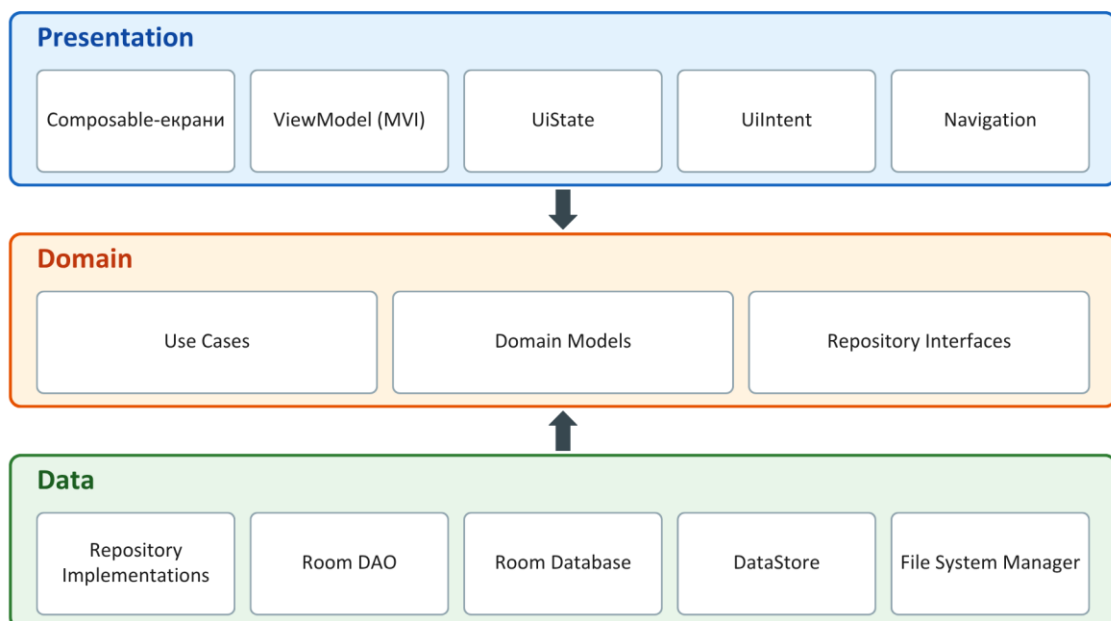 Presentation
Composable-екрани
ViewModel (MVI)
UiState
UiIntent
Navigation
Domain
Use Cases
Domain Models
Repository Interfaces
Data
Repository
Implementations
Room DAO
Room Database
DataStore
File System Manager